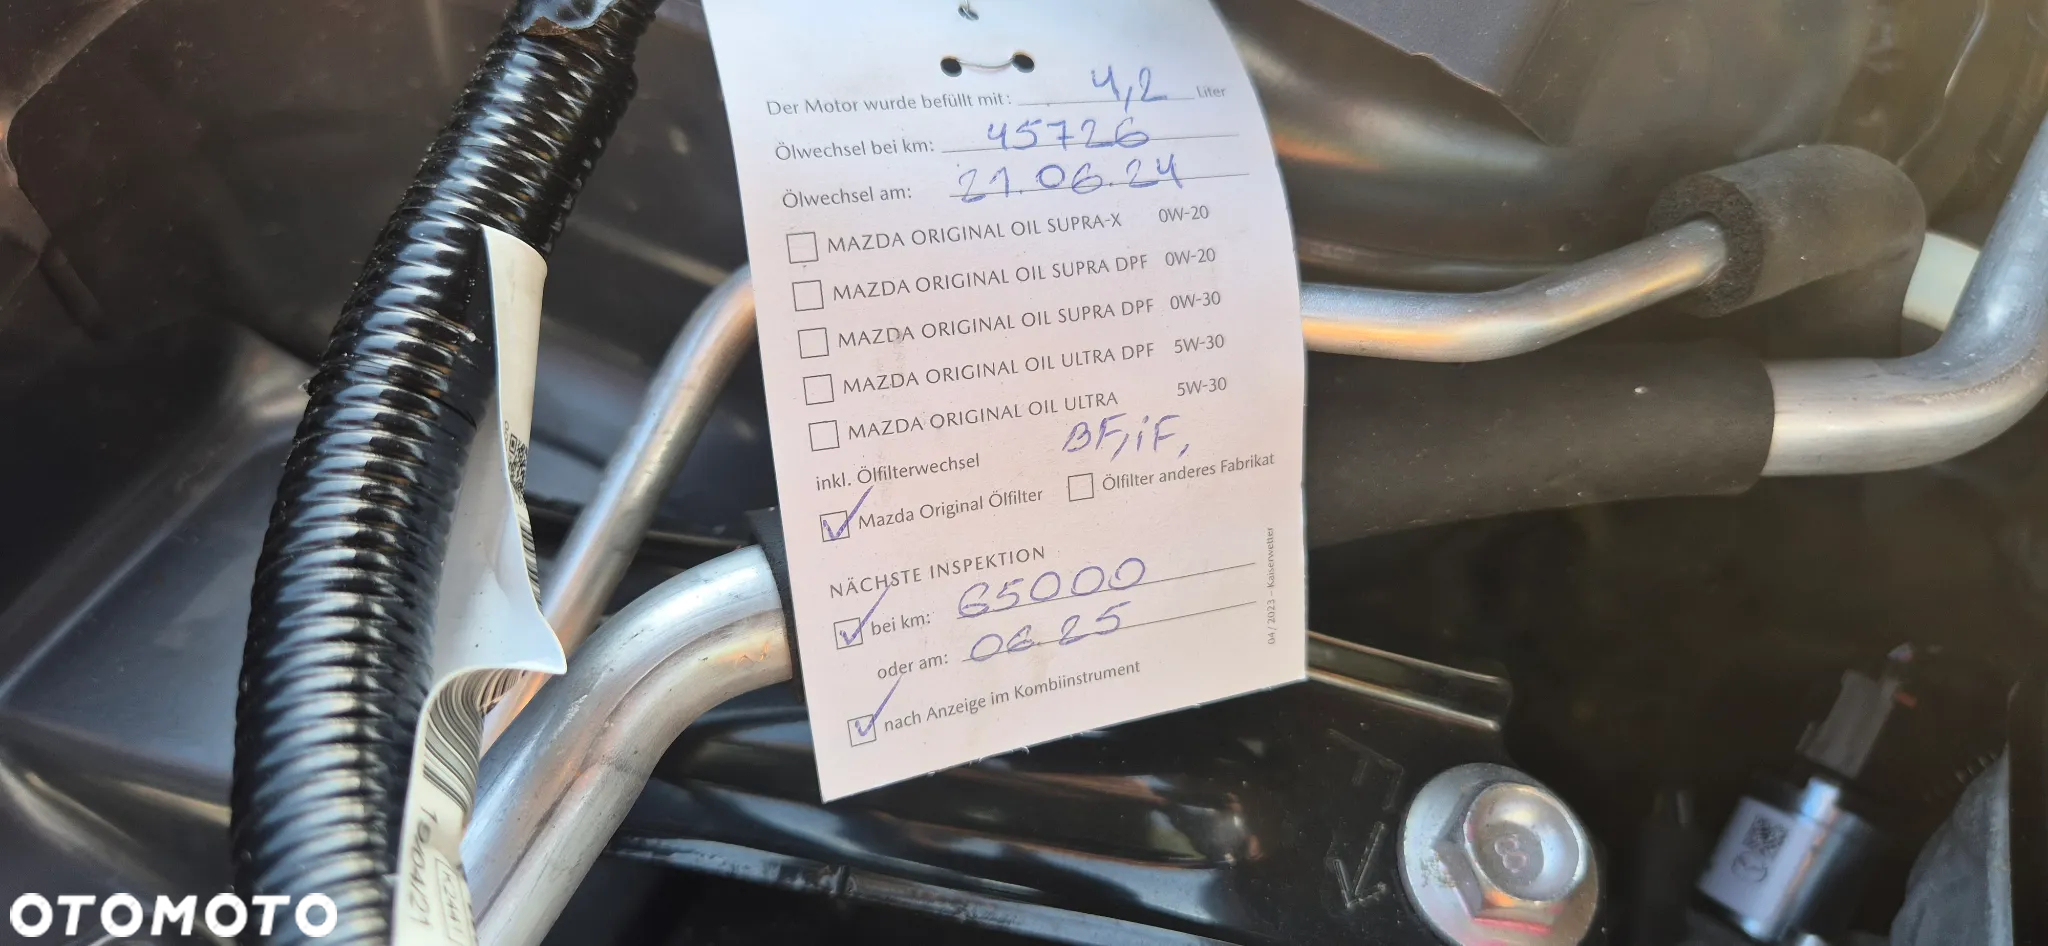 Der Motor wurde befüllt mit: 4,2 Liter
Ölwechsel bei km: 45726
Ölwechsel am: 21.06.24
MAZDA ORIGINAL OIL SUPRA-X 0W-20
MAZDA ORIGINAL OIL SUPRA DPF 0W-20
MAZDA ORIGINAL OIL SUPRA DPF 0W-30
MAZDA ORIGINAL OIL ULTRA DPF 5W-30
MAZDA ORIGINAL OIL ULTRA 5W-30
BF, iF,
inkl. Ölfilterwechsel
Mazda Original Ölfilter Ölfilter anderes Fabrikat
NÄCHSTE INSPEKTION
bei km: 65000
oder am: 06.25
nach Anzeige im Kombiinstrument
04 / 2023 – Kaiserwetter
OTOMOTO